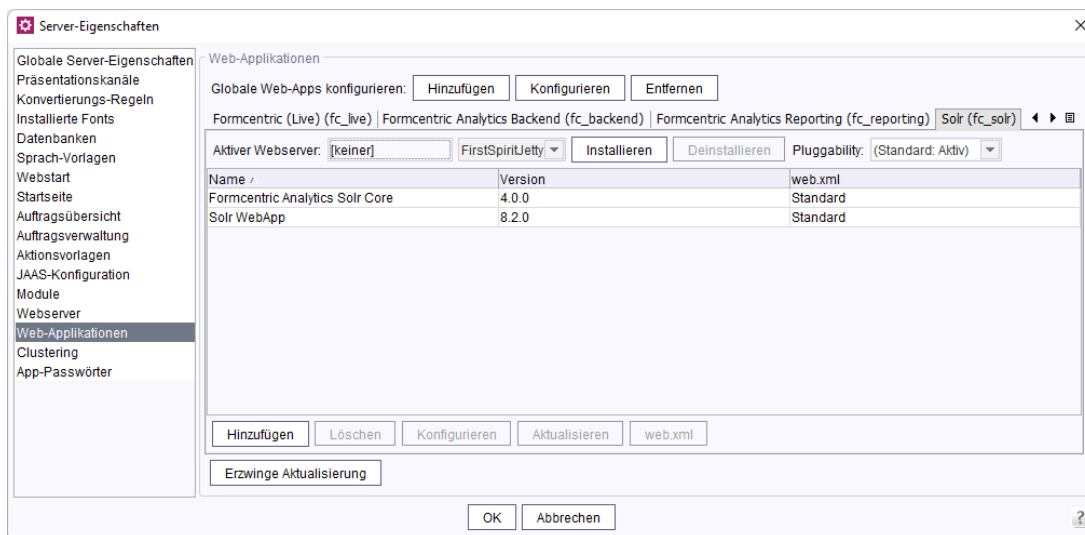 Server-Eigenschaften
Globale Server-Eigenschaften
Präsentationskanäle
Konvertierungs-Regeln
Installierte Fonts
Datenbanken
Sprach-Vorlagen
Webstart
Startseite
Auftragsübersicht
Auftragsverwaltung
Aktionsvorlagen
JAAS-Konfiguration
Module
Webserver
Web-Applikationen
Clustering
App-Passwörter
Web-Applikationen
Globale Web-Apps konfigurieren: Hinzufügen Konfigurieren Entfernen
Formcentric (Live) (fc_live) Formcentric Analytics Backend (fc_backend) Formcentric Analytics Reporting (fc_reporting) Solr (fc_solr)
Aktiver Webserver: [keiner] FirstSpiritJetty Installieren Deinstallieren Pluggability: (Standard: Aktiv)
Name Version web.xml
Formcentric Analytics Solr Core 4.0.0 Standard
Solr WebApp 8.2.0 Standard
Hinzufügen Löschen Konfigurieren Aktualisieren web.xml
Erzwinge Aktualisierung
OK Abbrechen ?